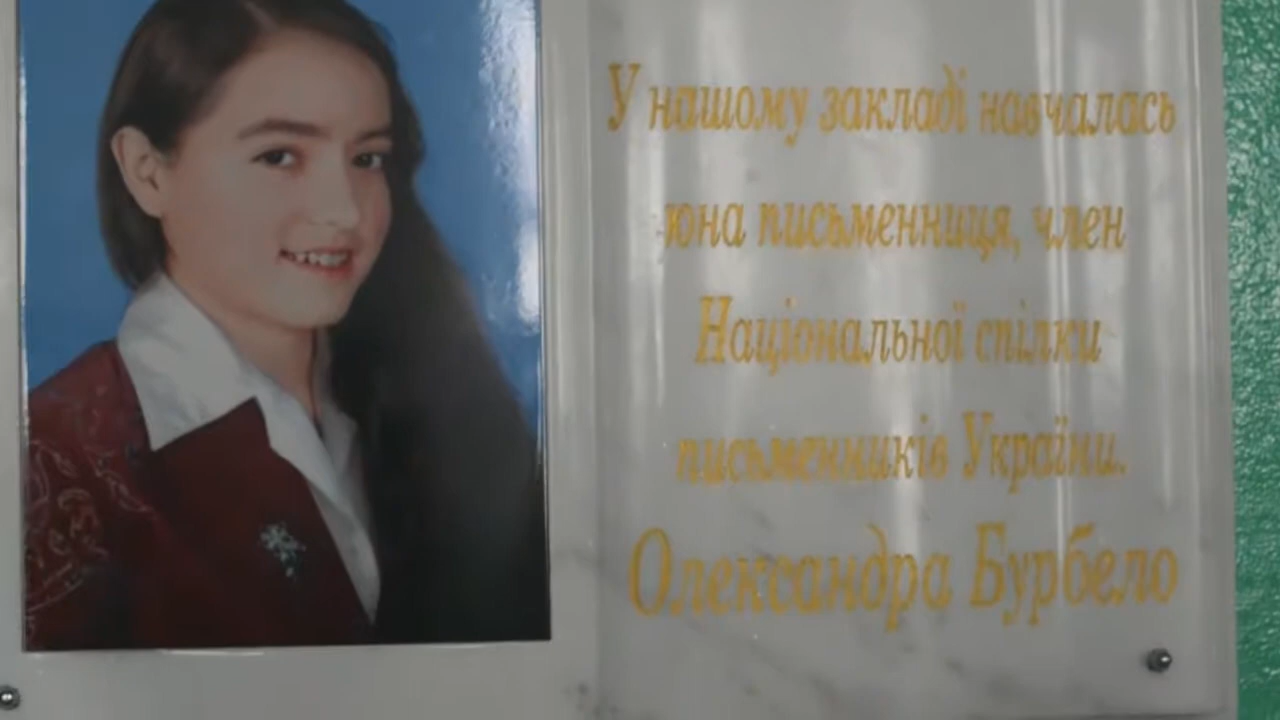 У нашому закладі навчалась
юна письменниця, член
Національної спілки
письменників України.
Олександра Бурбело